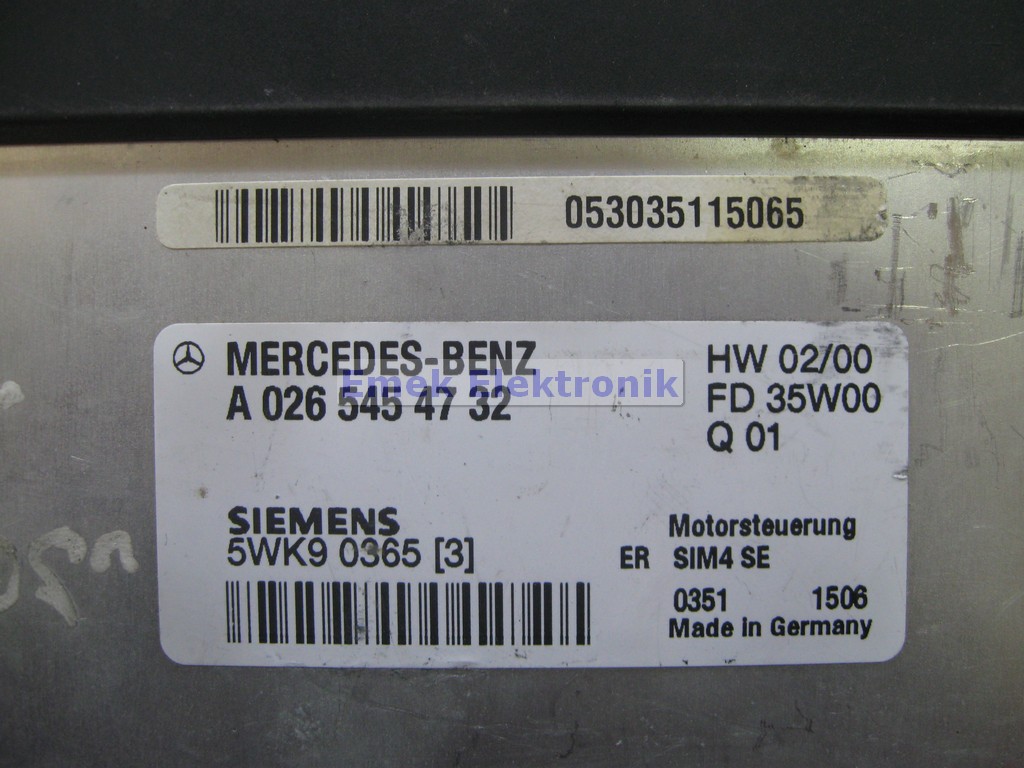 053035115065
MERCEDES-BENZ HW 02/00
Emek Elektronik
A 026 545 47 32 FD 35W00
Q 01
SIEMENS Motorsteuerung
5WK9 0365 [3] ER SIM4 SE
0351 1506
Made in Germany